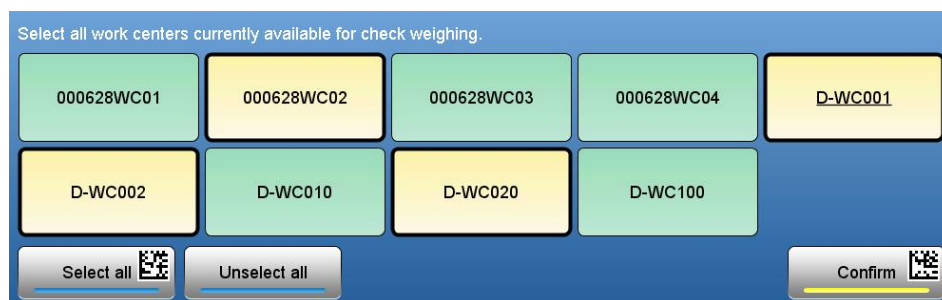 Select all work centers currently available for check weighing.
000628WC01 000628WC02 000628WC03 000628WC04 D-WC001
D-WC002 D-WC010 D-WC020 D-WC100
Select all Unselect all Confirm